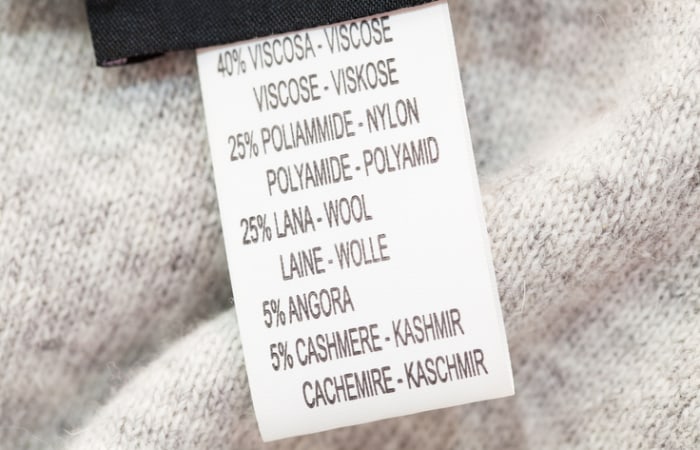 40% VISCOSA - VISCOSE
VISCOSE - VISKOSE
25% POLIAMMIDE - NYLON
POLYAMIDE - POLYAMID
25% LANA - WOOL
LAINE - WOLLE
5% ANGORA
5% CASHMERE - KASHMIR
CACHEMIRE - KASCHMIR